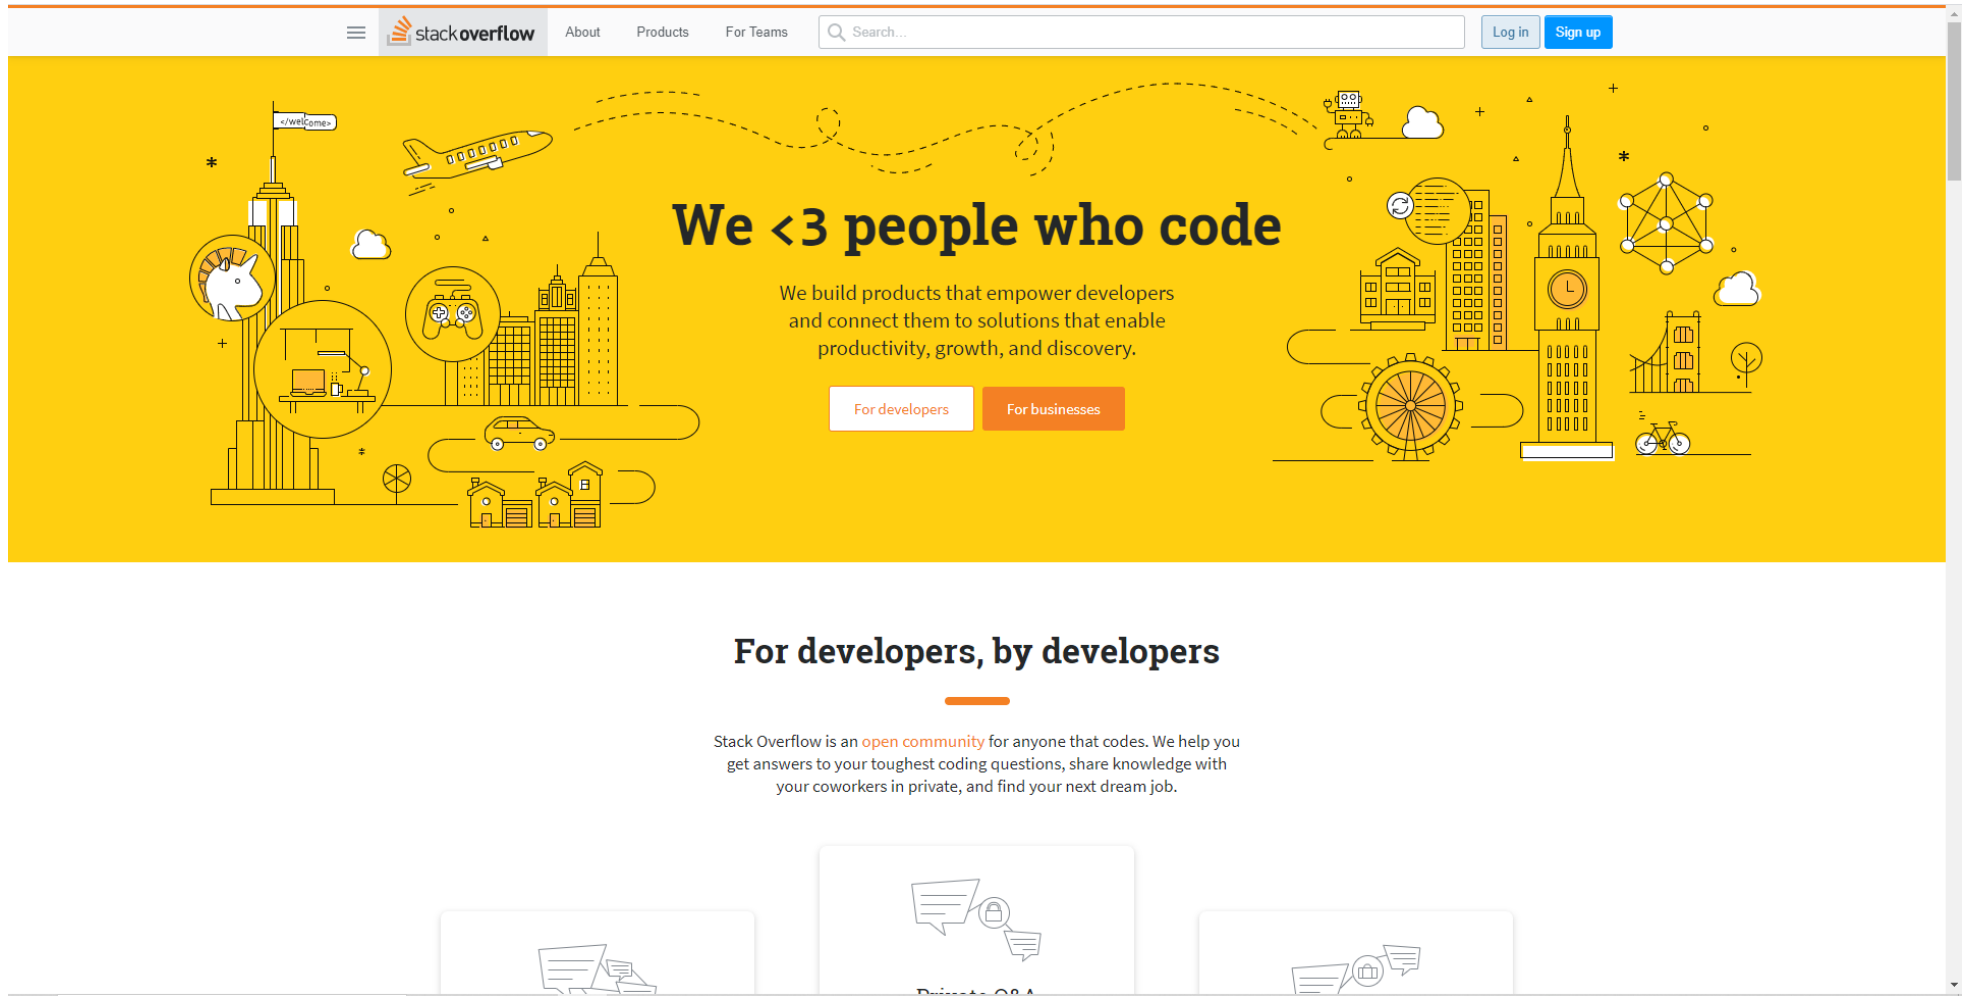 stackoverflow
About
Products
For Teams
Search...
Log in
Sign up
</welcome>
We <3 people who code
We build products that empower developers
and connect them to solutions that enable
productivity, growth, and discovery.
For developers
For businesses
For developers, by developers
Stack Overflow is an open community for anyone that codes. We help you
get answers to your toughest coding questions, share knowledge with
your coworkers in private, and find your next dream job.
Private Q&A